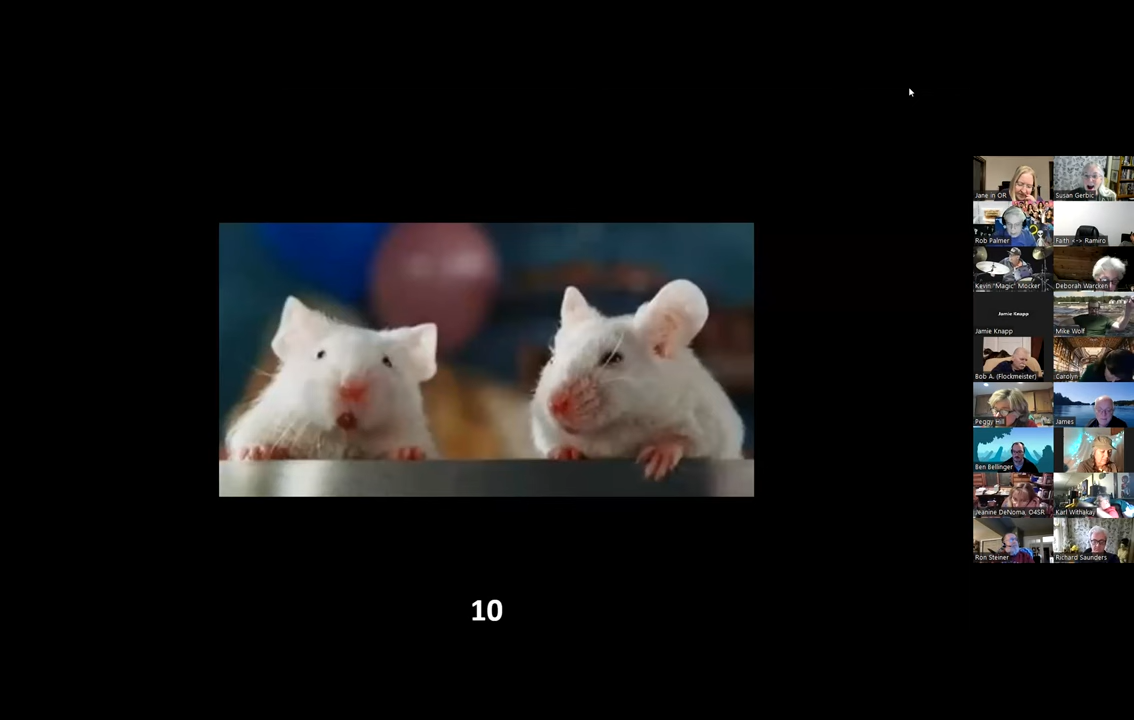 Jane in OR
Susan Gerbic
Rob Palmer
Faith <-> Ramiro
Kevin "Magic" Mocker
Deborah Warcken
Jamie Knapp
Jamie Knapp
Mike Wolf
Bob A. (Flockmeister)
Carolyn
Peggy Hill
James
Ben Bellinger
Jeanine DeNoma, O4SR
Karl Withakay
Ron Steiner
Richard Saunders
10